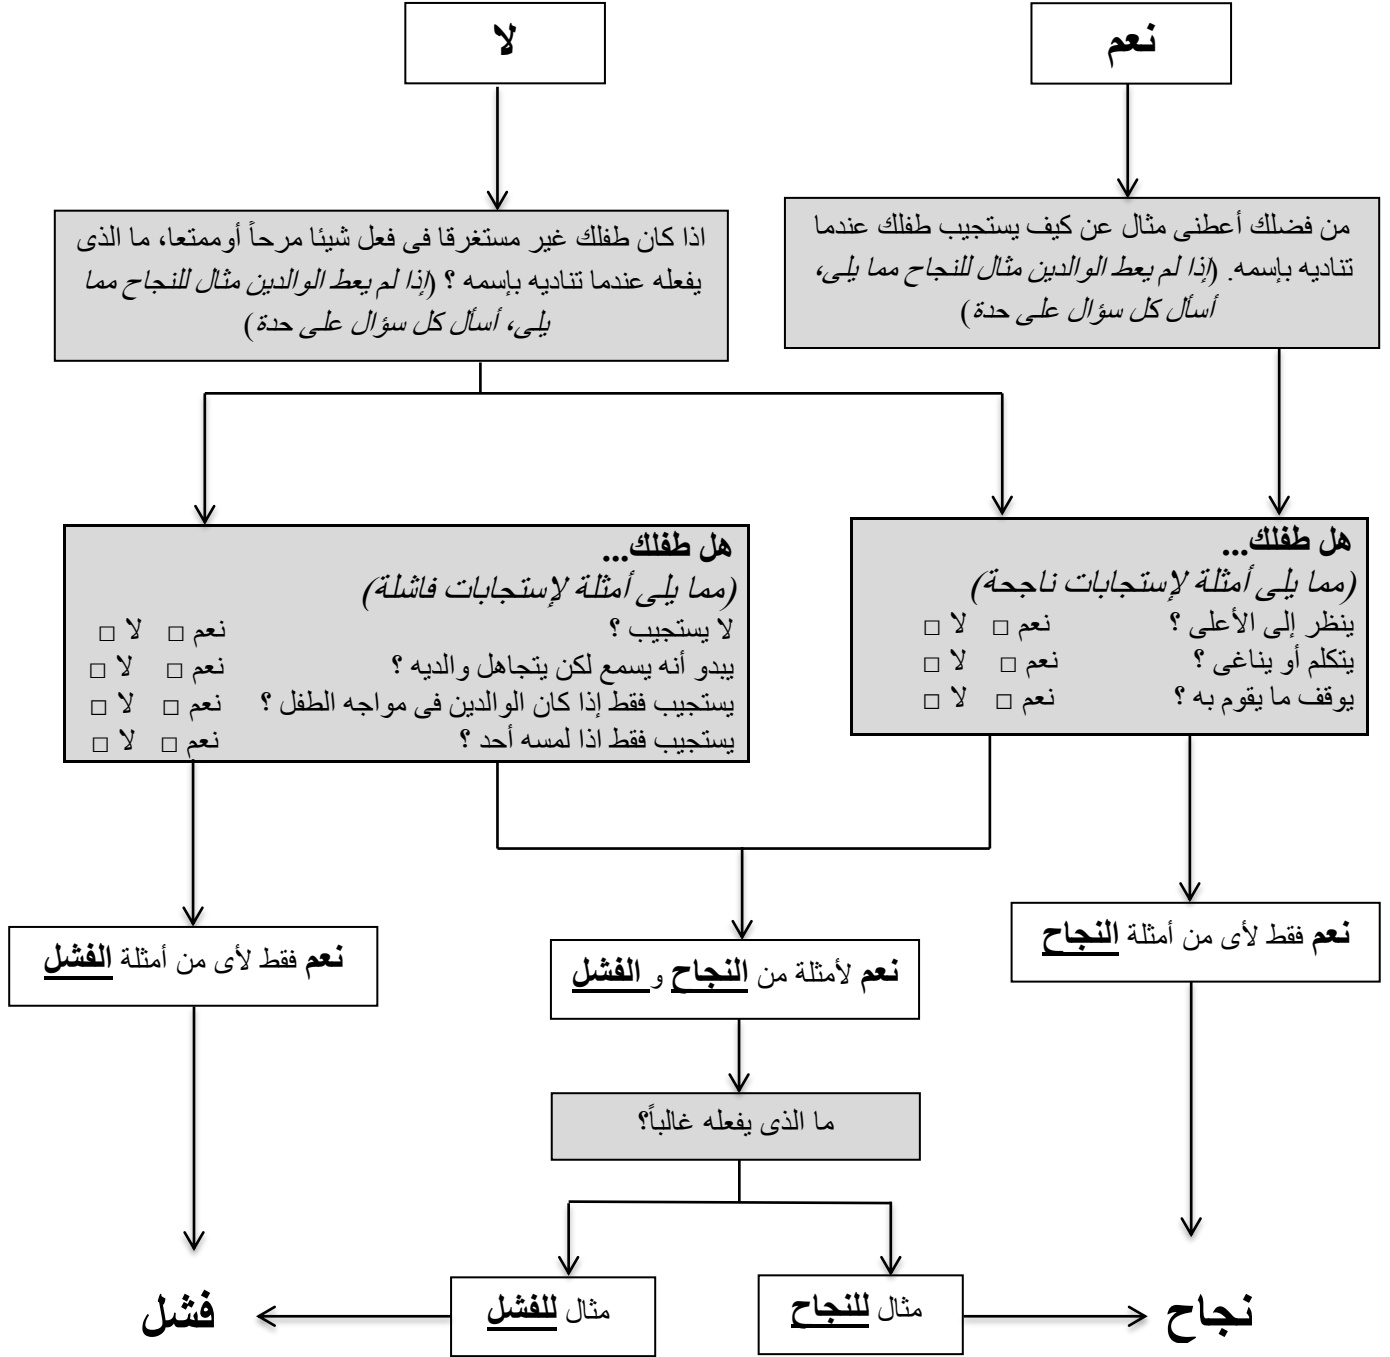 نعم
لا
من فضلك أعطنى مثال عن كيف يستجيب طفلك عندما
تناديه بإسمه. (إذا لم يعط الوالدين مثال للنجاح مما يلى،
أسأل كل سؤال على حدة)
اذا كان طفلك غير مستغرقا فى فعل شيئا مرحاً أوممتعا، ما الذى
يفعله عندما تناديه بإسمه ؟ (إذا لم يعط الوالدين مثال للنجاح مما
يلى، أسأل كل سؤال على حدة)
هل طفلك...
(مما يلى أمثلة لإستجابات ناجحة)
ينظر إلى الأعلى ؟ نعم □ لا □
يتكلم أو يناغى ؟ نعم □ لا □
يوقف ما يقوم به ؟ نعم □ لا □
هل طفلك...
(مما يلى أمثلة لإستجابات فاشلة)
لا يستجيب ؟ نعم □ لا □
يبدو أنه يسمع لكن يتجاهل والديه ؟ نعم □ لا □
يستجيب فقط إذا كان الوالدين فى مواجه الطفل ؟ نعم □ لا □
يستجيب فقط اذا لمسه أحد ؟ نعم □ لا □
نعم فقط لأى من أمثلة النجاح
نعم لأمثلة من النجاح و الفشل
نعم فقط لأى من أمثلة الفشل
ما الذى يفعله غالباً؟
نجاح
مثال للنجاح
مثال للفشل
فشل